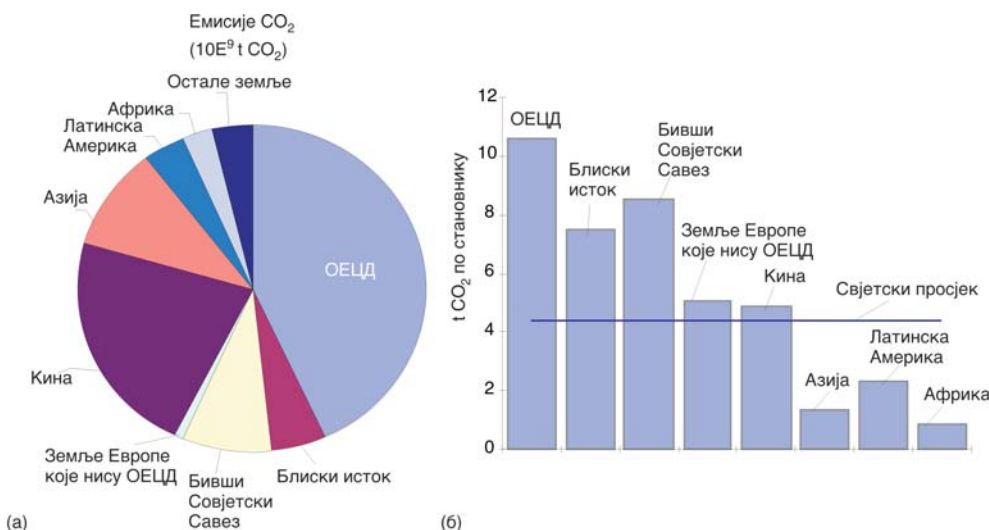 Емисије CO₂
(10E⁹ t CO₂)
Остале земље
Африка
Латинска
Америка
Азија
ОЕЦД
Кина
Земље Европе
које нису ОЕЦД
Бивши
Совјетски
Савез
Блиски исток
(а)
t CO₂ по становнику
12
10
8
6
4
2
0
ОЕЦД
Блиски
исток
Бивши
Совјетски
Савез
Земље Европе
које нису ОЕЦД
Кина
Свјетски просјек
Азија
Латинска
Америка
Африка
(б)